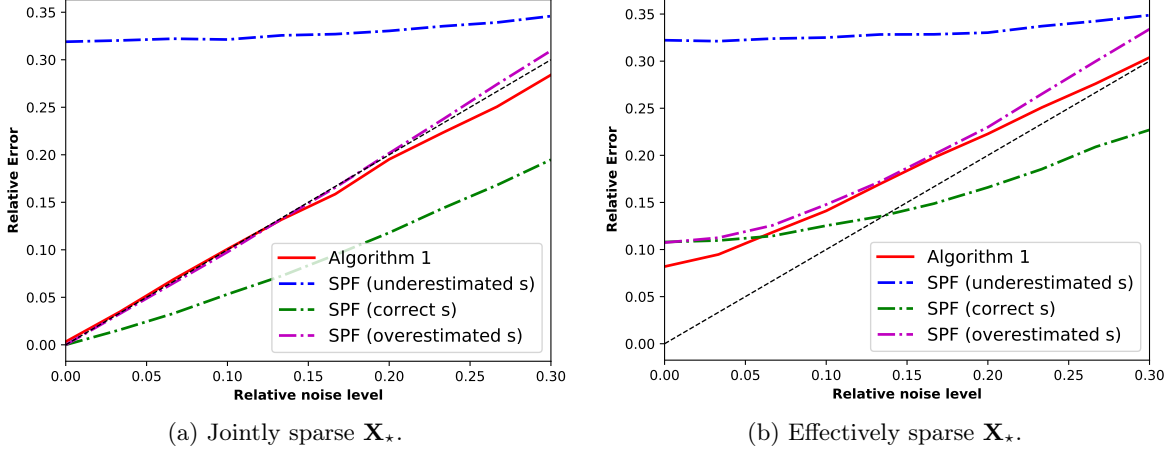 0.35
0.30
0.25
0.20
0.15
0.10
0.05
0.00
Relative Error
Algorithm 1
SPF (underestimated s)
SPF (correct s)
SPF (overestimated s)
0.00 0.05 0.10 0.15 0.20 0.25 0.30
Relative noise level
(a) Jointly sparse X⋆.
0.35
0.30
0.25
0.20
0.15
0.10
0.05
0.00
Relative Error
Algorithm 1
SPF (underestimated s)
SPF (correct s)
SPF (overestimated s)
0.00 0.05 0.10 0.15 0.20 0.25 0.30
Relative noise level
(b) Effectively sparse X⋆.